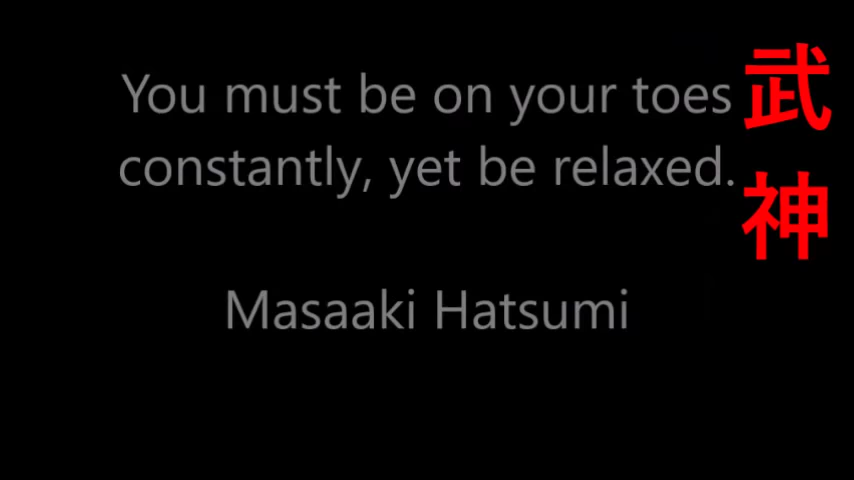 You must be on your toes
constantly, yet be relaxed.
Masaaki Hatsumi
武神